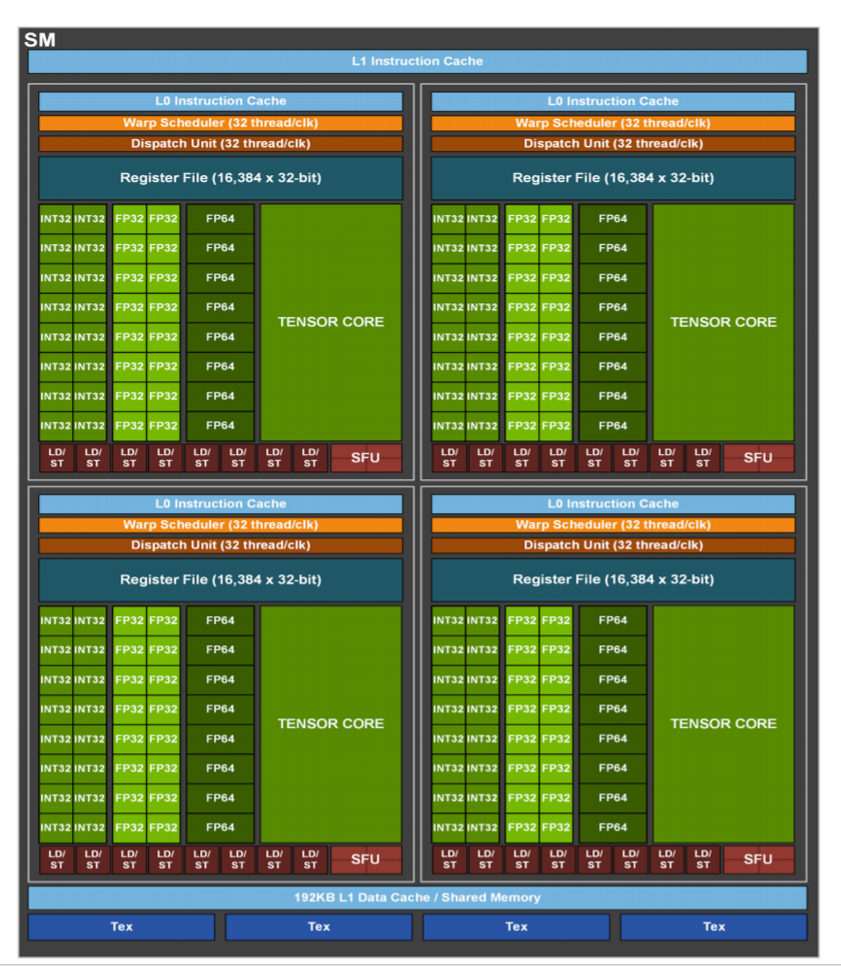 SM
L1 Instruction Cache
L0 Instruction Cache
Warp Scheduler (32 thread/clk)
Dispatch Unit (32 thread/clk)
Register File (16,384 x 32-bit)
INT32 INT32 FP32 FP32 FP64
INT32 INT32 FP32 FP32 FP64
INT32 INT32 FP32 FP32 FP64
INT32 INT32 FP32 FP32 FP64
TENSOR CORE
INT32 INT32 FP32 FP32 FP64
INT32 INT32 FP32 FP32 FP64
INT32 INT32 FP32 FP32 FP64
INT32 INT32 FP32 FP32 FP64
LD/ LD/ LD/ LD/ LD/ LD/ LD/ LD/
ST ST ST ST ST ST ST ST
SFU
L0 Instruction Cache
Warp Scheduler (32 thread/clk)
Dispatch Unit (32 thread/clk)
Register File (16,384 x 32-bit)
INT32 INT32 FP32 FP32 FP64
INT32 INT32 FP32 FP32 FP64
INT32 INT32 FP32 FP32 FP64
INT32 INT32 FP32 FP32 FP64
TENSOR CORE
INT32 INT32 FP32 FP32 FP64
INT32 INT32 FP32 FP32 FP64
INT32 INT32 FP32 FP32 FP64
INT32 INT32 FP32 FP32 FP64
LD/ LD/ LD/ LD/ LD/ LD/ LD/ LD/
ST ST ST ST ST ST ST ST
SFU
L0 Instruction Cache
Warp Scheduler (32 thread/clk)
Dispatch Unit (32 thread/clk)
Register File (16,384 x 32-bit)
INT32 INT32 FP32 FP32 FP64
INT32 INT32 FP32 FP32 FP64
INT32 INT32 FP32 FP32 FP64
INT32 INT32 FP32 FP32 FP64
TENSOR CORE
INT32 INT32 FP32 FP32 FP64
INT32 INT32 FP32 FP32 FP64
INT32 INT32 FP32 FP32 FP64
INT32 INT32 FP32 FP32 FP64
LD/ LD/ LD/ LD/ LD/ LD/ LD/ LD/
ST ST ST ST ST ST ST ST
SFU
L0 Instruction Cache
Warp Scheduler (32 thread/clk)
Dispatch Unit (32 thread/clk)
Register File (16,384 x 32-bit)
INT32 INT32 FP32 FP32 FP64
INT32 INT32 FP32 FP32 FP64
INT32 INT32 FP32 FP32 FP64
INT32 INT32 FP32 FP32 FP64
TENSOR CORE
INT32 INT32 FP32 FP32 FP64
INT32 INT32 FP32 FP32 FP64
INT32 INT32 FP32 FP32 FP64
INT32 INT32 FP32 FP32 FP64
LD/ LD/ LD/ LD/ LD/ LD/ LD/ LD/
ST ST ST ST ST ST ST ST
SFU
192KB L1 Data Cache / Shared Memory
Tex Tex Tex Tex